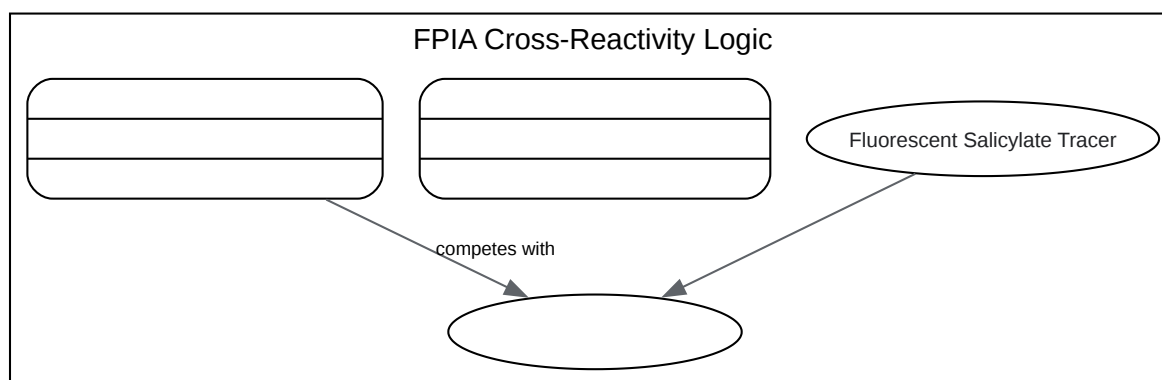 FPIA Cross-Reactivity Logic
Fluorescent Salicylate Tracer
competes with